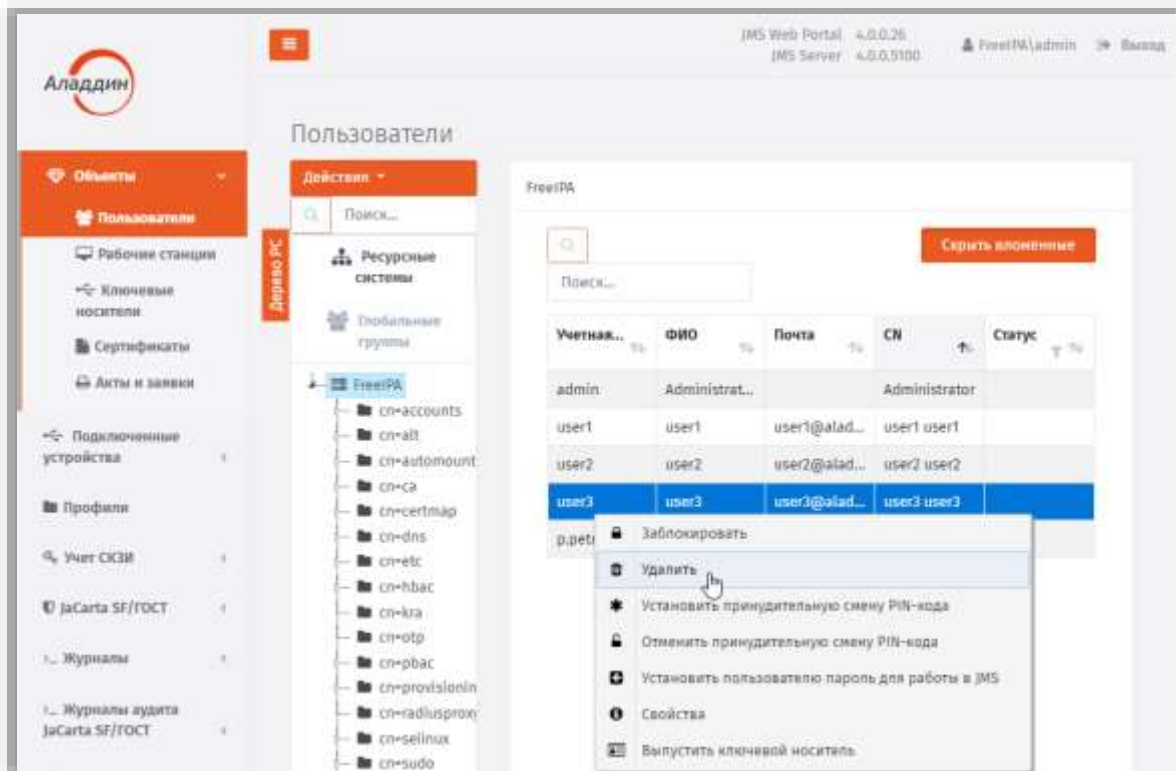 Аладдин
JMS Web Portal 4.0.0.26
JMS Server 4.0.0.5100
FreeIPA\admin
Выход
Пользователи
Объекты
Пользователи
Рабочие станции
Ключевые
носители
Сертификаты
Акты и заявки
Подключенные
устройства
Профили
Учет СКЗИ
JaCarta SF/ГОСТ
Журналы
Журналы аудита
JaCarta SF/ГОСТ
Дерево РС
Действия
Поиск...
Ресурсные
системы
Глобальные
группы
FreeIPA
cn=accounts
cn=alt
cn=automount
cn=ca
cn=certmap
cn=dns
cn=etc
cn=hbac
cn=kra
cn=otp
cn=pbac
cn=provisionin
cn=radiusproxy
cn=selinux
cn=sudo
FreeIPA
Скрыть вложенные
Поиск...
Учетная... ФИО Почта CN Статус
admin Administrat... Administrator
user1 user1 user1@alad... user1 user1
user2 user2 user2@alad... user2 user2
user3 user3 user3@alad... user3 user3
p.petr
Заблокировать
Удалить
Установить принудительную смену PIN-кода
Отменить принудительную смену PIN-кода
Установить пользователю пароль для работы в JMS
Свойства
Выпустить ключевой носитель